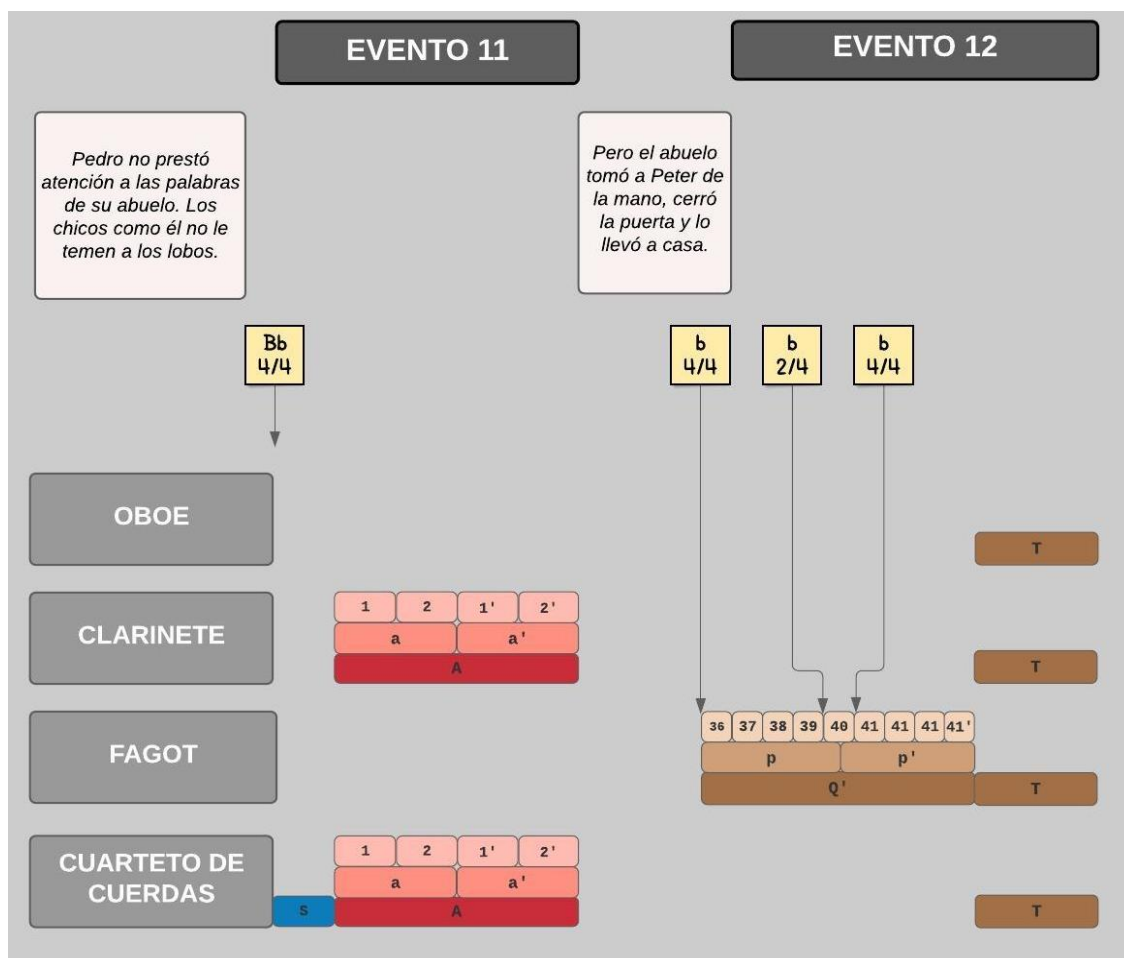 EVENTO 11
EVENTO 12
Pedro no prestó
atención a las palabras
de su abuelo. Los
chicos como él no le
temen a los lobos.
Pero el abuelo
tomó a Peter de
la mano, cerró
la puerta y lo
llevó a casa.
Bb
4/4
b
4/4
b
2/4
b
4/4
OBOE
T
CLARINETE
1 2 1' 2'
a a'
A
T
FAGOT
36 37 38 39 40 41 41 41 41'
p p'
Q' T
CUARTETO DE
CUERDAS
1 2 1' 2'
a a'
S A T